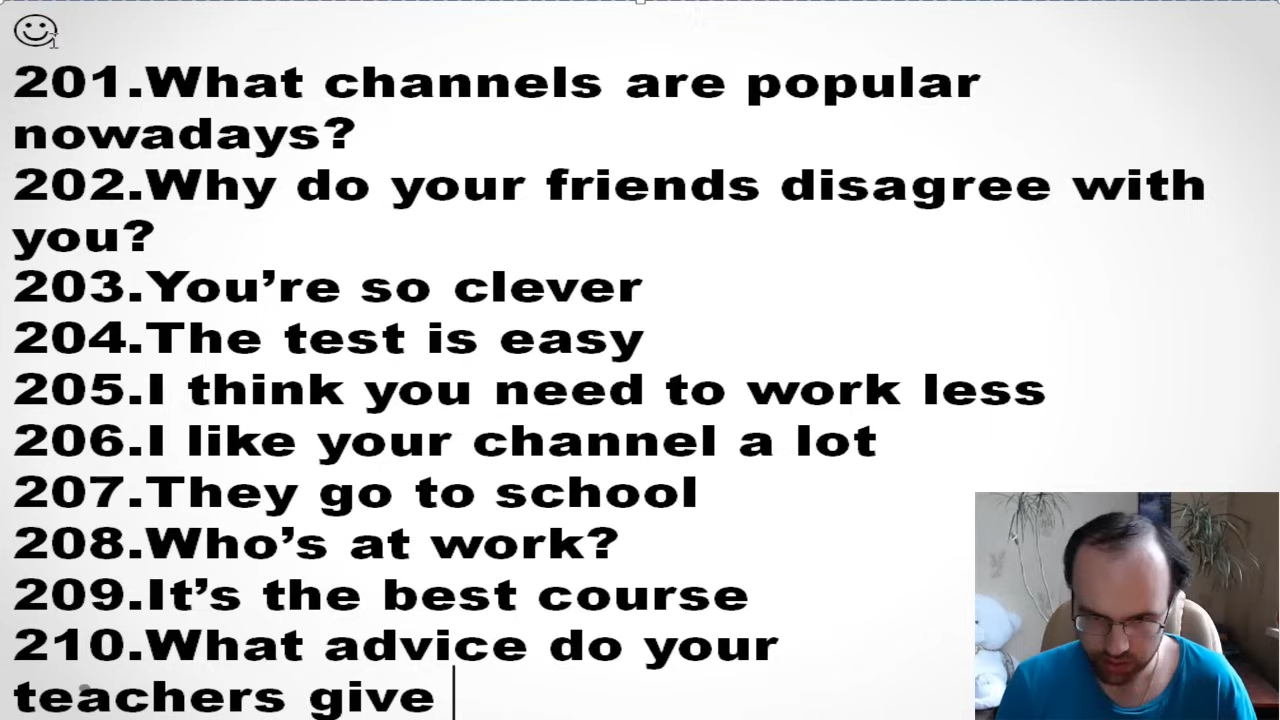 201.What channels are popular
nowadays?
202.Why do your friends disagree with
you?
203.You’re so clever
204.The test is easy
205.I think you need to work less
206.I like your channel a lot
207.They go to school
208.Who’s at work?
209.It’s the best course
210.What advice do your
teachers give